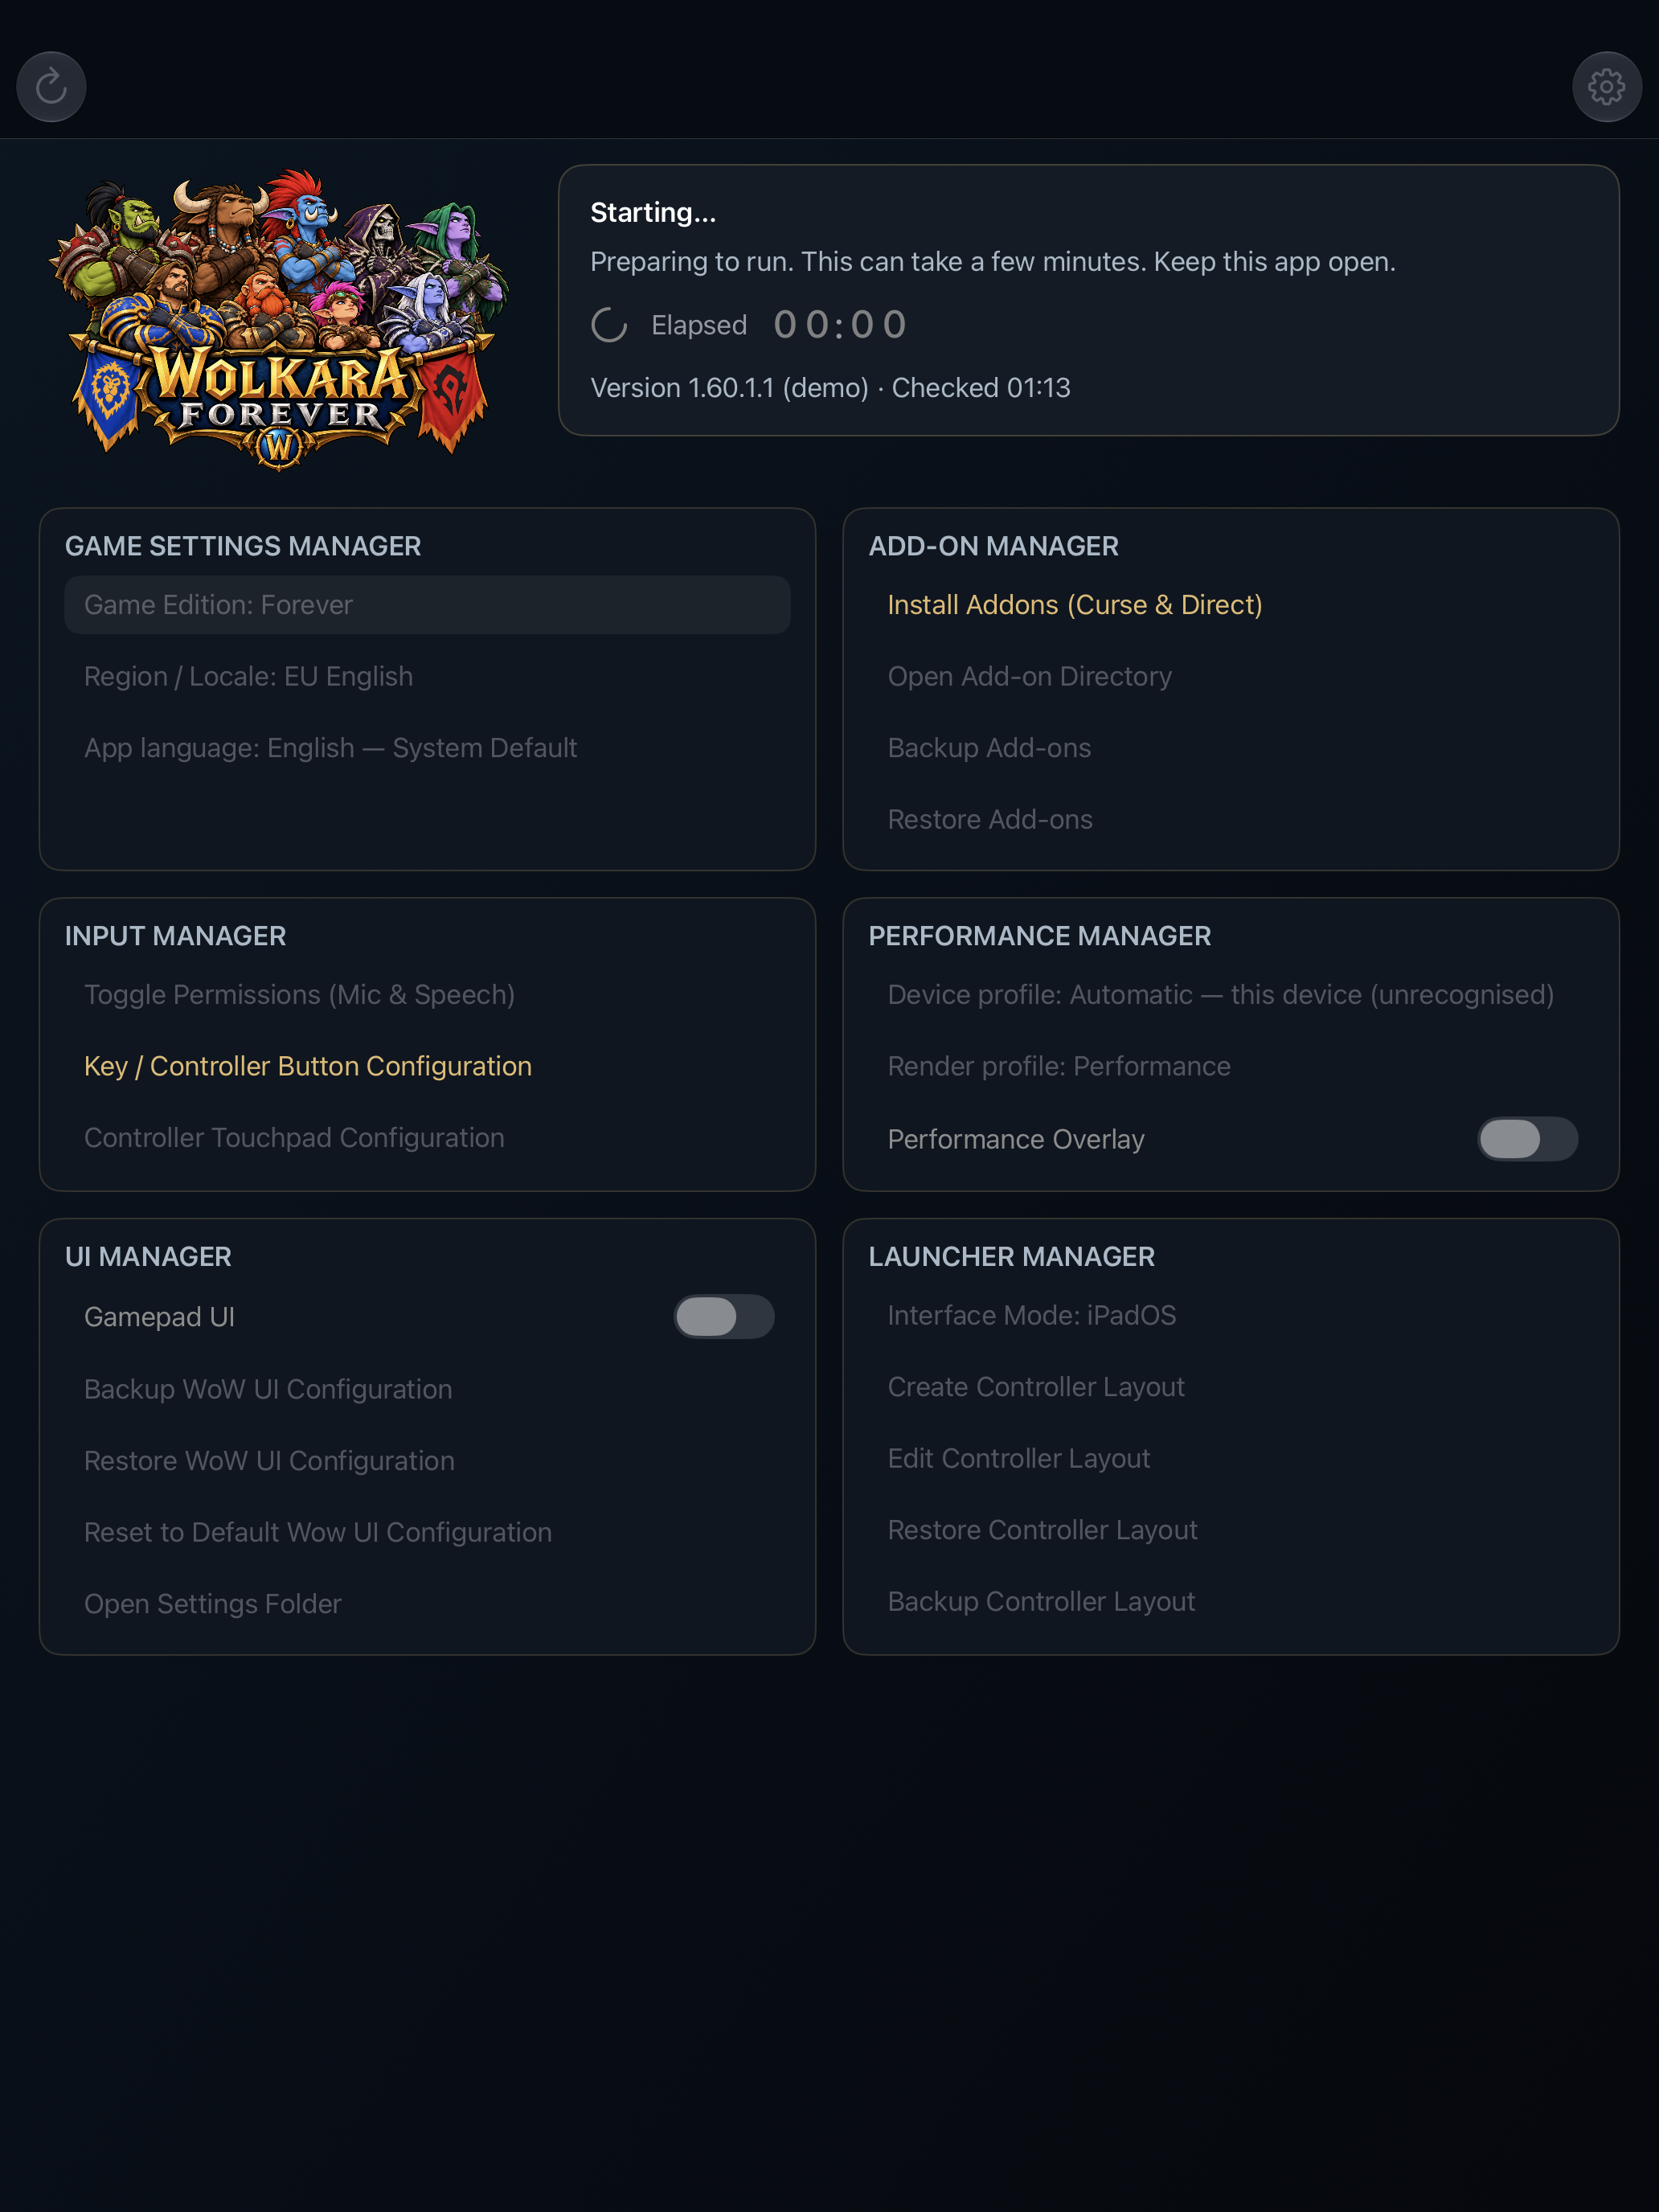 WOLKARA
FOREVER
W
Starting...
Preparing to run. This can take a few minutes. Keep this app open.
Elapsed 00:00
Version 1.60.1.1 (demo) · Checked 01:13
GAME SETTINGS MANAGER
Game Edition: Forever
Region / Locale: EU English
App language: English — System Default
ADD-ON MANAGER
Install Addons (Curse & Direct)
Open Add-on Directory
Backup Add-ons
Restore Add-ons
INPUT MANAGER
Toggle Permissions (Mic & Speech)
Key / Controller Button Configuration
Controller Touchpad Configuration
PERFORMANCE MANAGER
Device profile: Automatic — this device (unrecognised)
Render profile: Performance
Performance Overlay
UI MANAGER
Gamepad UI
Backup WoW UI Configuration
Restore WoW UI Configuration
Reset to Default Wow UI Configuration
Open Settings Folder
LAUNCHER MANAGER
Interface Mode: iPadOS
Create Controller Layout
Edit Controller Layout
Restore Controller Layout
Backup Controller Layout